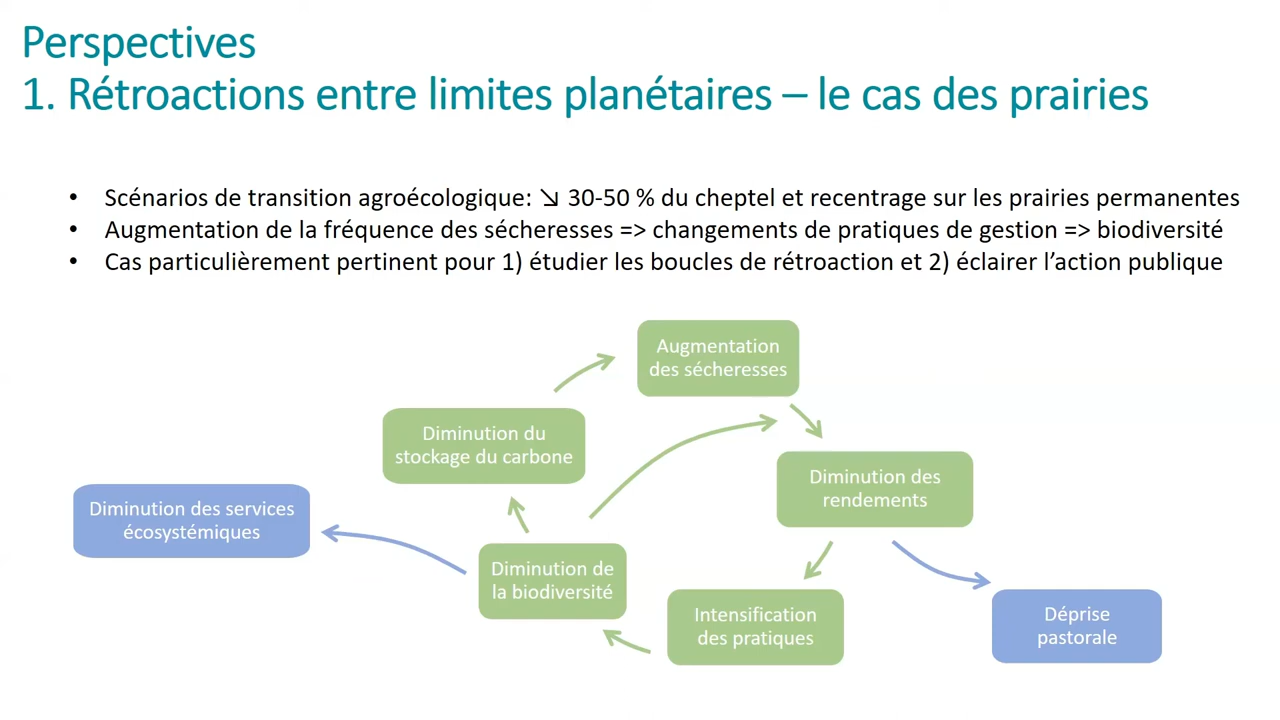 Perspectives
1. Rétroactions entre limites planétaires – le cas des prairies
• Scénarios de transition agroécologique: ↘ 30-50 % du cheptel et recentrage sur les prairies permanentes
• Augmentation de la fréquence des sécheresses => changements de pratiques de gestion => biodiversité
• Cas particulièrement pertinent pour 1) étudier les boucles de rétroaction et 2) éclairer l’action publique
Augmentation
des sécheresses
Diminution du
stockage du carbone
Diminution des
rendements
Diminution des services
écosystémiques
Diminution de
la biodiversité
Intensification
des pratiques
Déprise
pastorale